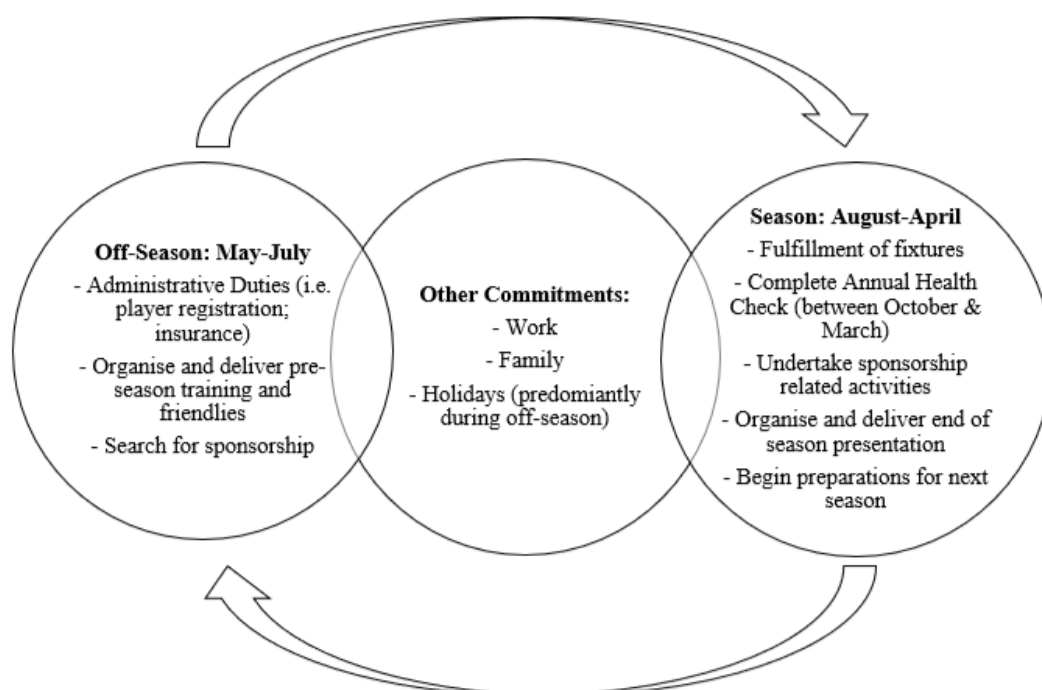 Off-Season: May-July
- Administrative Duties (i.e.
player registration;
insurance)
- Organise and deliver pre-
season training and
friendlies
- Search for sponsorship
Other Commitments:
- Work
- Family
- Holidays (predomiantly
during off-season)
Season: August-April
- Fulfillment of fixtures
- Complete Annual Health
Check (between October &
March)
- Undertake sponsorship
related activities
- Organise and deliver end of
season presentation
- Begin preparations for next
season